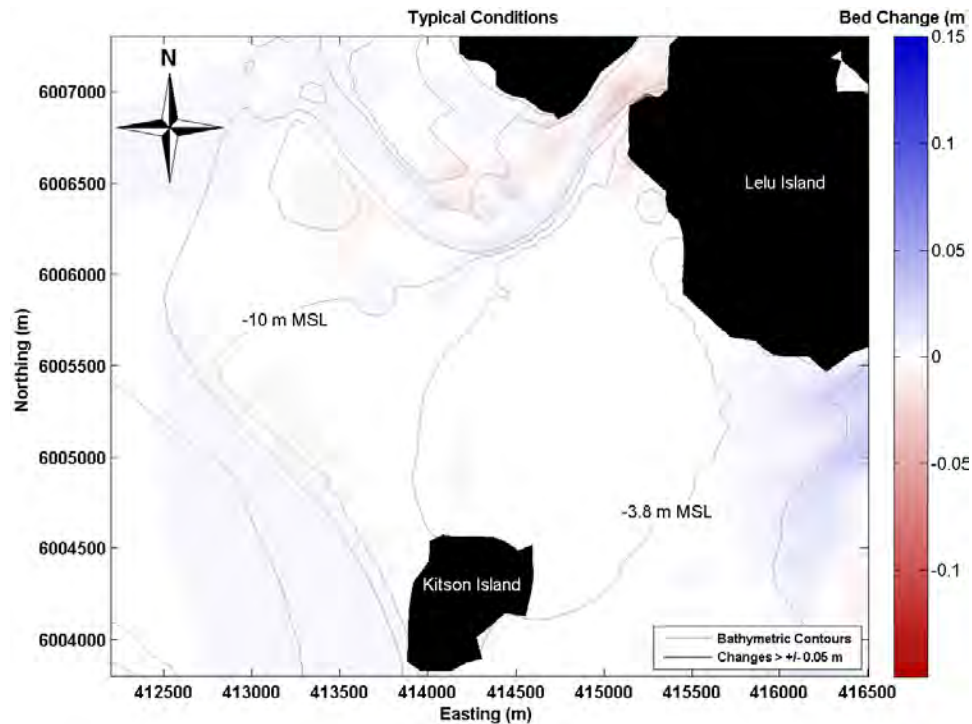 Typical Conditions
Bed Change (m
N
0.15
0.1
0.05
0
-0.05
-0.1
6007000
6006500
6006000
6005500
6005000
6004500
6004000
Northing (m)
Lelu Island
-10 m MSL
-3.8 m MSL
Kitson Island
Bathymetric Contours
Changes > +/- 0.05 m
412500 413000 413500 414000 414500 415000 415500 416000 416500
Easting (m)